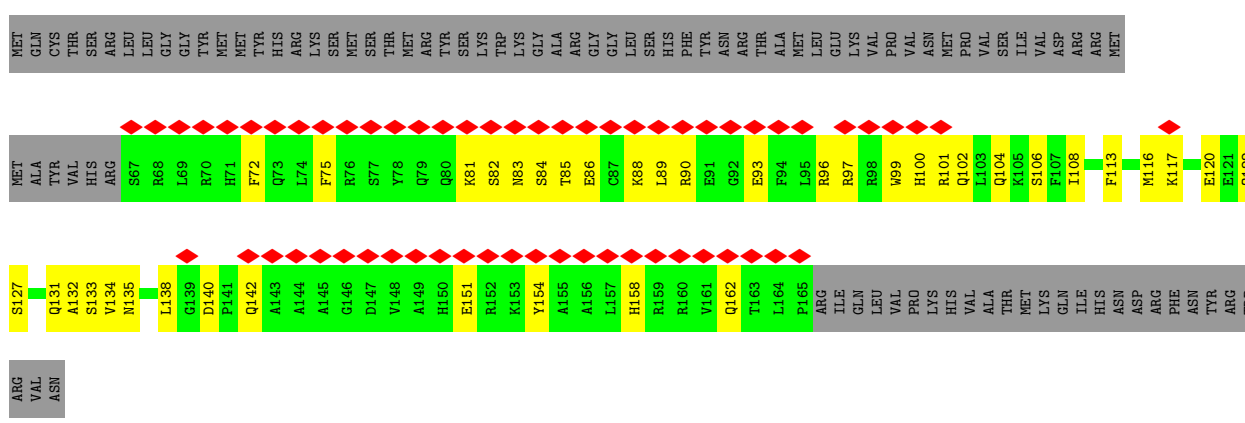 MET GLN CYS THR SER ARG LEU LEU GLY GLY TYR MET MET TYR HIS ARG LYS SER MET SER THR MET ARG TYR SER LYS TRP LYS GLY ALA ARG GLY GLY LEU SER HIS PHE TYR ASN ARG THR ALA MET LEU GLU LYS VAL PRO VAL ASN MET PRO VAL SER ILE VAL ASP ARG ARG MET
MET ALA TYR VAL HIS ARG S67 R68 L69 R70 H71 F72 Q73 L74 F75 R76 S77 Y78 Q79 Q80 K81 S82 N83 S84 T85 E86 C87 K88 L89 R90 E91 G92 E93 F94 L95 R96 R97 R98 W99 H100 R101 Q102 L103 Q104 K105 S106 F107 I108 F113 M116 K117 E120 E121
S127 Q131 A132 S133 V134 N135 L138 G139 D140 P141 Q142 A143 A144 A145 G146 D147 V148 A149 H150 E151 R152 K153 Y154 A155 A156 L157 H158 R159 R160 V161 Q162 T163 L164 P165 ARG ILE GLN LEU VAL PRO LYS HIS VAL ALA THR MET LYS GLN ILE HIS ASN ASP ARG PHE ASN TYR ARG
ARG VAL ASN